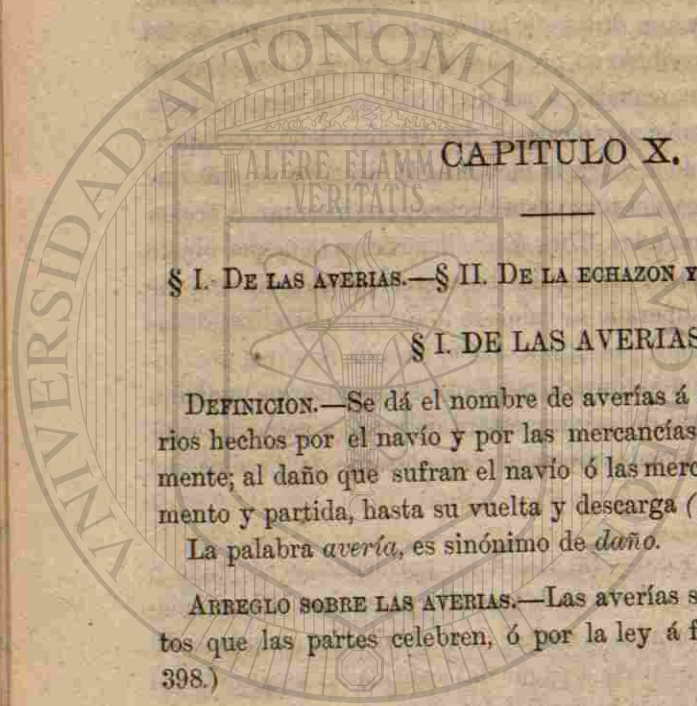 CAPITULO X.
§ I. DE LAS AVERIAS.—§ II. DE LA ECHAZON Y
§ I. DE LAS AVERIAS
DEFINICION.—Se dá el nombre de averías á
rios hechos por el navío y por las mercancías
mente; al daño que sufran el navío ó las merc
mento y partida, hasta su vuelta y descarga (
La palabra avería, es sinónimo de daño.
ARREGLO SOBRE LAS AVERIAS.—Las averías s
tos que las partes celebren, ó por la ley á f
398.)
UNIVERSIDAD AVTONOMA DE NVEVO LEON
ALERE FLAMMAM
VERITATIS